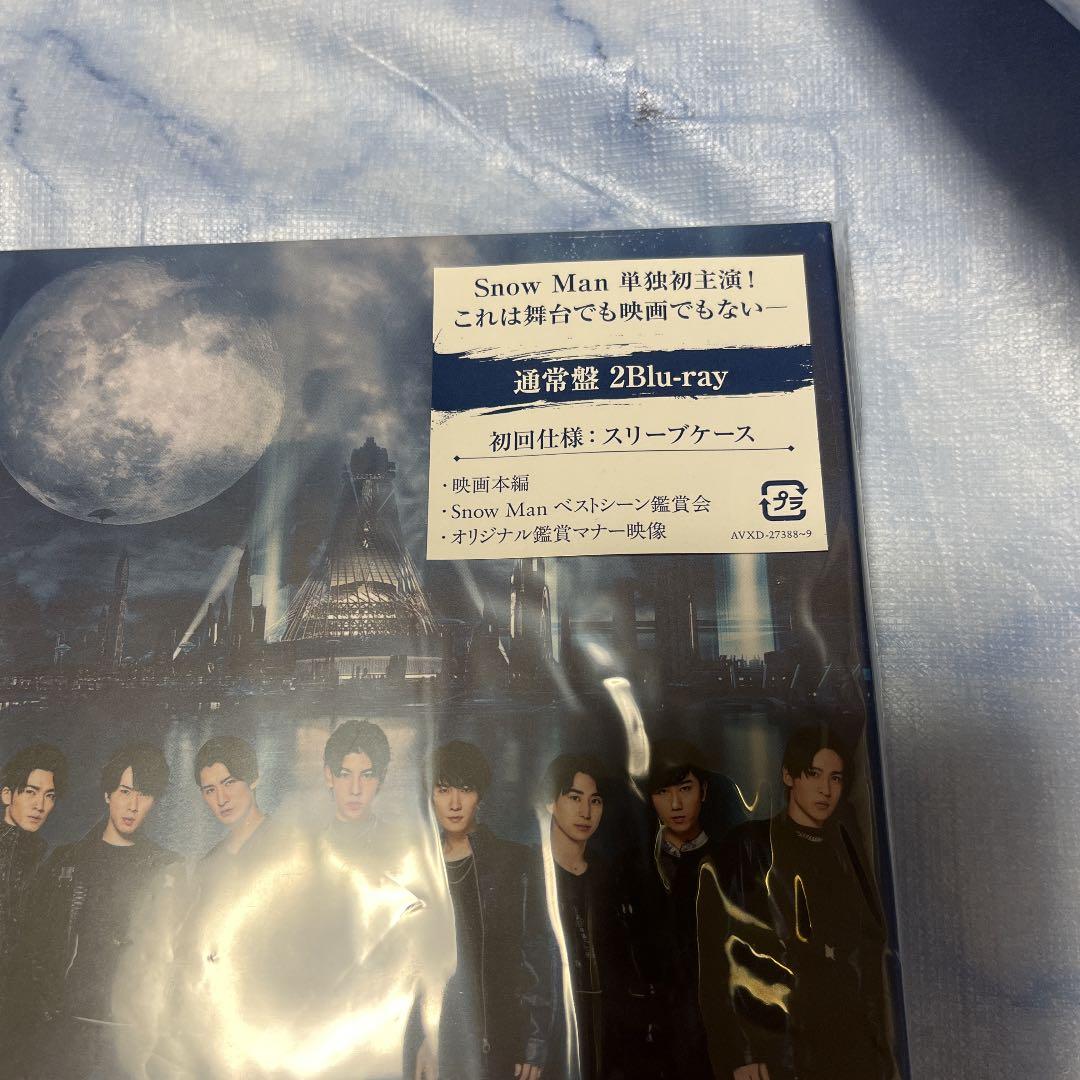 Snow Man 単独初主演！
これは舞台でも映画でもない―
通常盤 2Blu-ray
初回仕様：スリーブケース
・映画本編
・Snow Man ベストシーン鑑賞会
・オリジナル鑑賞マナー映像
プラ
AVXD-27388~9